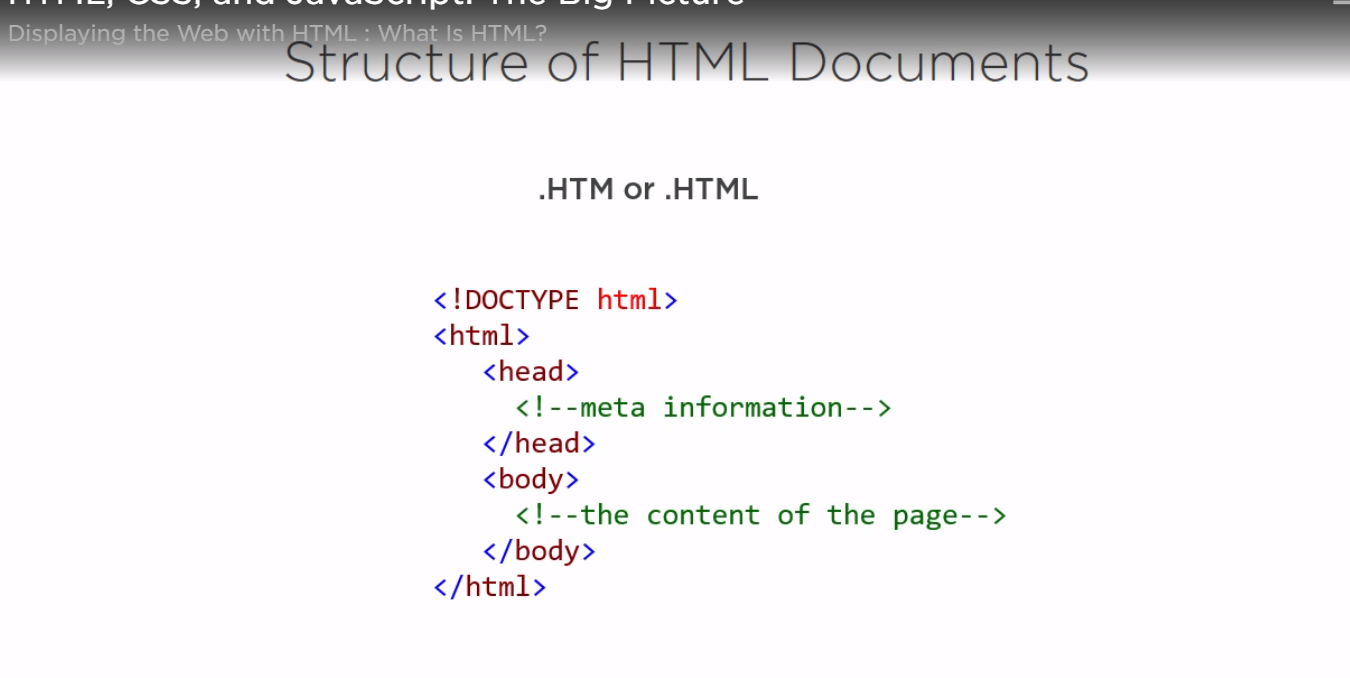 HTML, CSS, and JavaScript: The Big Picture
Displaying the Web with HTML : What Is HTML?
Structure of HTML Documents
.HTM or .HTML
<!DOCTYPE html>
<html>
<head>
<!--meta information-->
</head>
<body>
<!--the content of the page-->
</body>
</html>